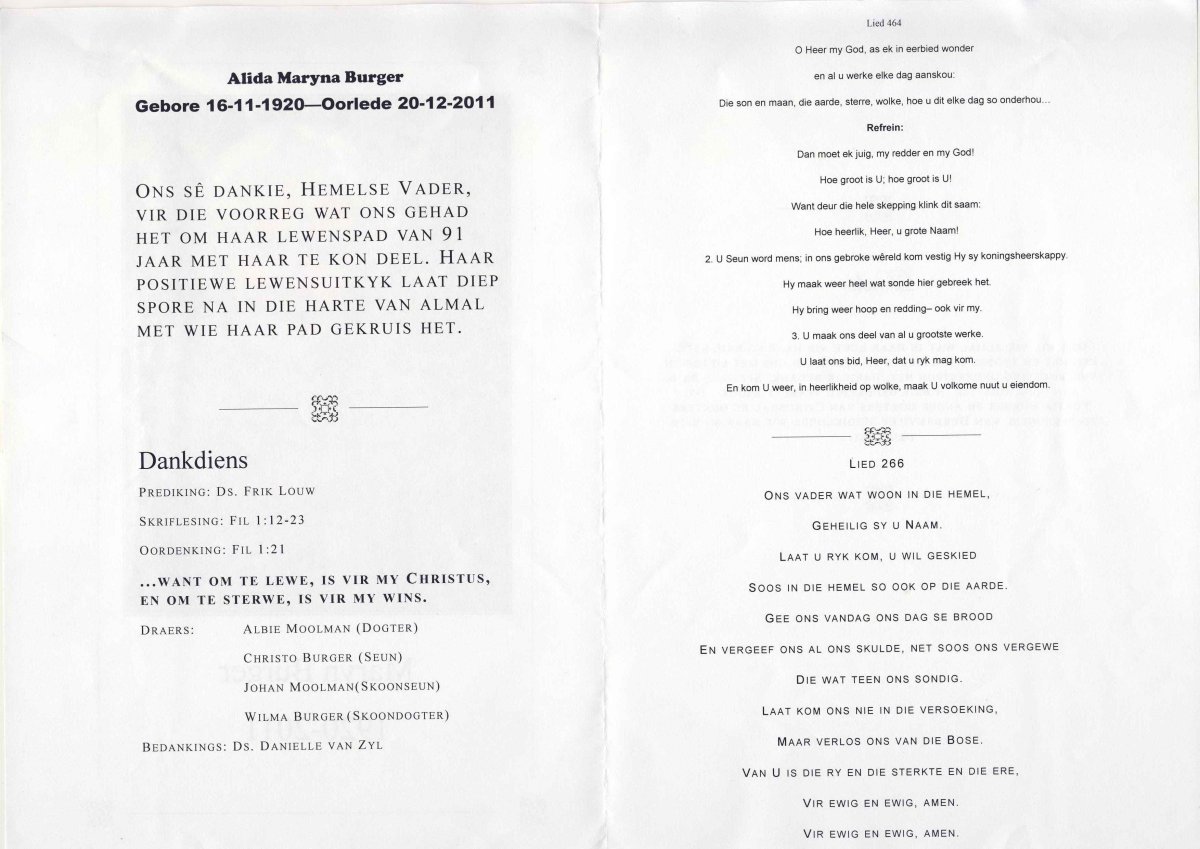 Alida Maryna Burger
Gebore 16-11-1920—Oorlede 20-12-2011
Ons sê dankie, Hemelse Vader,
vir die voorreg wat ons gehad
het om haar lewenspad van 91
jaar met haar te kon deel. Haar
positiewe lewensuitkyk laat diep
spore na in die harte van almal
met wie haar pad gekruis het.
Dankdiens
Prediking: Ds. Frik Louw
Skriflesing: Fil 1:12-23
Oordenking: Fil 1:21
...want om te lewe, is vir my Christus,
en om te sterwe, is vir my wins.
Draers: Albie Moolman (Dogter)
Christo Burger (Seun)
Johan Moolman(Skoonseun)
Wilma Burger (Skoondogter)
Bedankings: Ds. Danielle van Zyl
Lied 464
O Heer my God, as ek in eerbied wonder
en al u werke elke dag aanskou:
Die son en maan, die aarde, sterre, wolke, hoe u dit elke dag so onderhou…
Refrein:
Dan moet ek juig, my redder en my God!
Hoe groot is U; hoe groot is U!
Want deur die hele skepping klink dit saam:
Hoe heerlik, Heer, u grote Naam!
2. U Seun word mens; in ons gebroke wêreld kom vestig Hy sy koningsheerskappy.
Hy maak weer heel wat sonde hier gebreek het.
Hy bring weer hoop en redding– ook vir my.
3. U maak ons deel van al u grootste werke.
U laat ons bid, Heer, dat u ryk mag kom.
En kom U weer, in heerlikheid op wolke, maak U volkome nuut u eiendom.
Lied 266
Ons vader wat woon in die hemel,
Geheilig sy u Naam.
Laat u ryk kom, u wil geskied
Soos in die hemel so ook op die aarde.
Gee ons vandag ons dag se brood
En vergeef ons al ons skulde, net soos ons vergewe
Die wat teen ons sondig.
Laat kom ons nie in die versoeking,
Maar verlos ons van die Bose.
Van U is die ry en die sterkte en die ere,
Vir ewig en ewig, amen.
Vir ewig en ewig, amen.